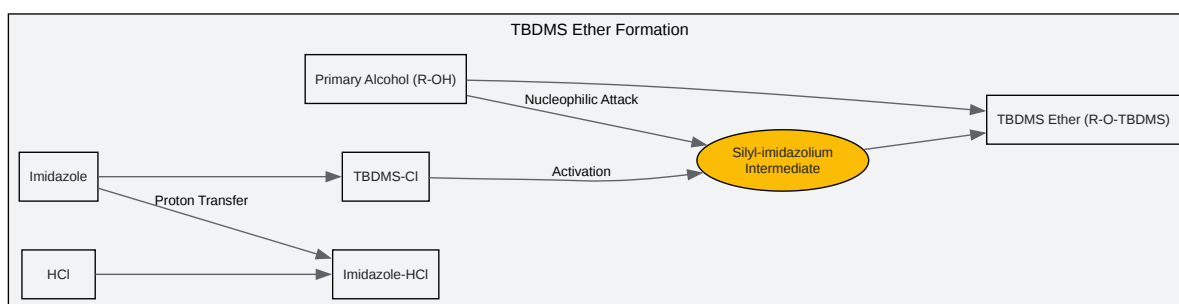 TBDMS Ether Formation
Primary Alcohol (R-OH)
Nucleophilic Attack
TBDMS Ether (R-O-TBDMS)
Silyl-imidazolium
Intermediate
Imidazole
TBDMS-Cl
Activation
Proton Transfer
HCl
Imidazole-HCl